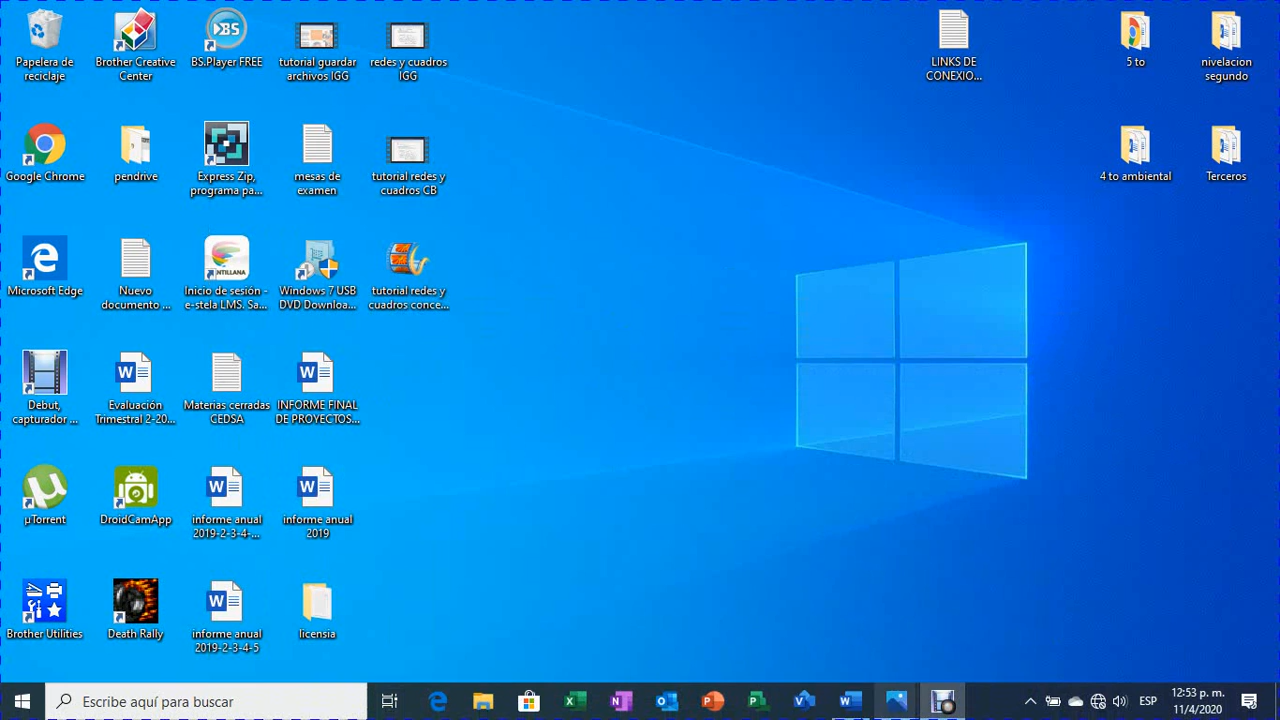 Papelera de
reciclaje
Brother Creative
Center
BS
BS.Player FREE
tutorial guardar
archivos IGG
redes y cuadros
IGG
LINKS DE
CONEXIO...
5 to
nivelacion
segundo
Google Chrome
pendrive
Express Zip,
programa pa...
mesas de
examen
tutorial redes y
cuadros CB
4 to ambiental
Terceros
Microsoft Edge
Nuevo
documento ...
NTILLANA
Inicio de sesión -
e-stela LMS. Sa...
Windows 7 USB
DVD Downloa...
tutorial redes y
cuadros conce...
Debut,
capturador ...
Evaluación
Trimestral 2-20...
Materias cerradas
CEDSA
INFORME FINAL
DE PROYECTOS...
µTorrent
DroidCamApp
informe anual
2019-2-3-4-...
informe anual
2019
Brother Utilities
Death Rally
informe anual
2019-2-3-4-5
licensia
Escribe aquí para buscar
ESP
12:53 p. m.
11/4/2020